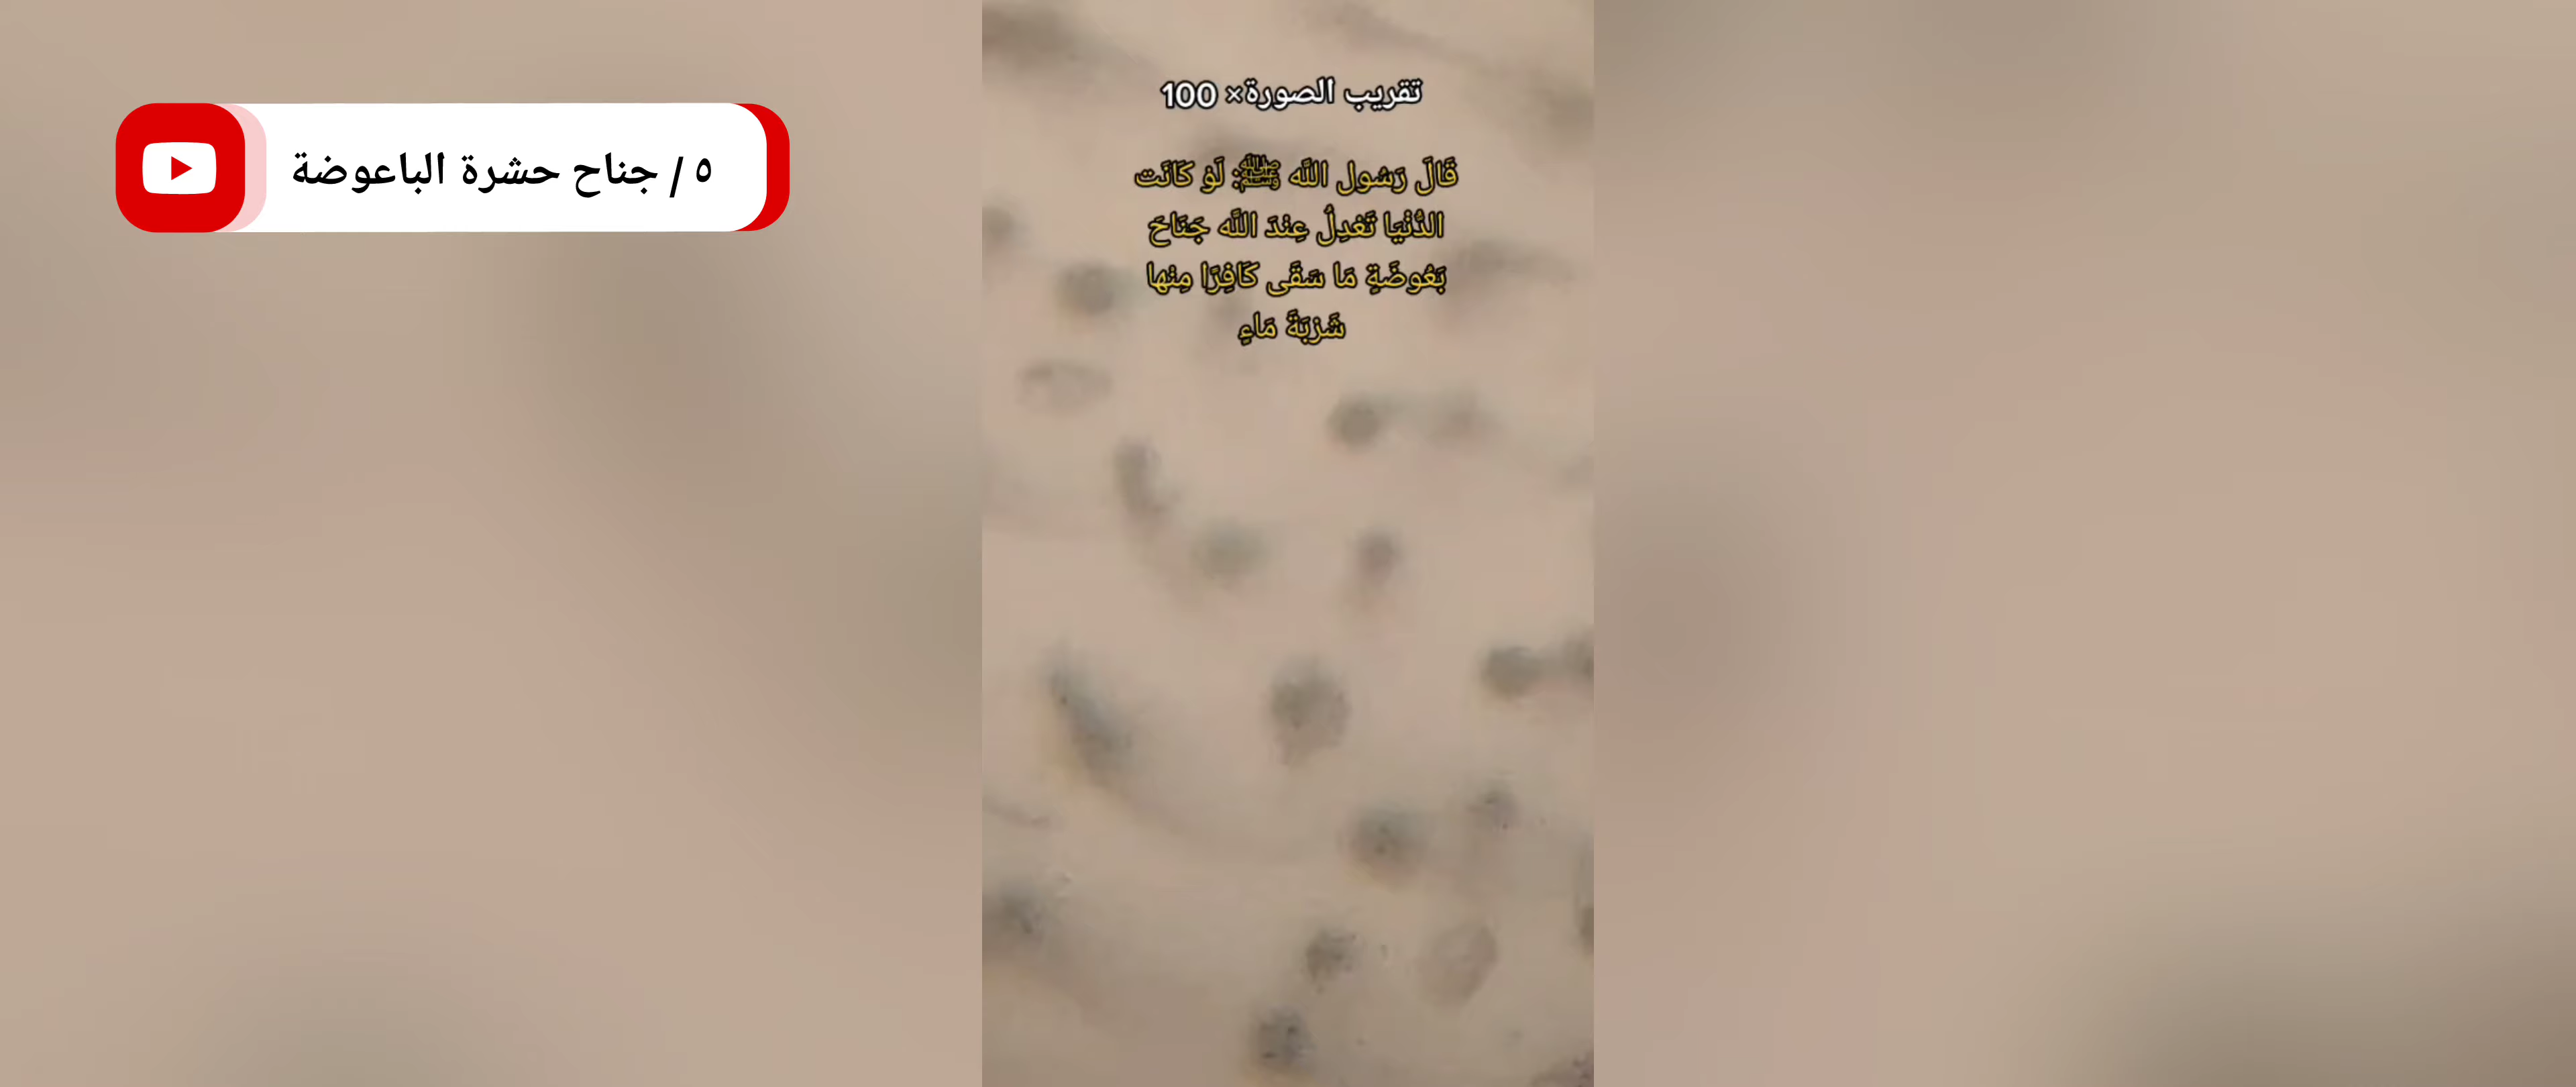 ٥ / جناح حشرة الباعوضة
تقريب الصورة× 100
قَالَ رَسُول اللَّه ﷺ: لَوْ كَانَت
الدُّنْيَا تَعْدِلُ عِنْدَ اللَّه جَنَاحَ
بَعُوضَةٍ مَا سَقَى كَافِرًا مِنْها
شَرْبَةَ مَاءٍ